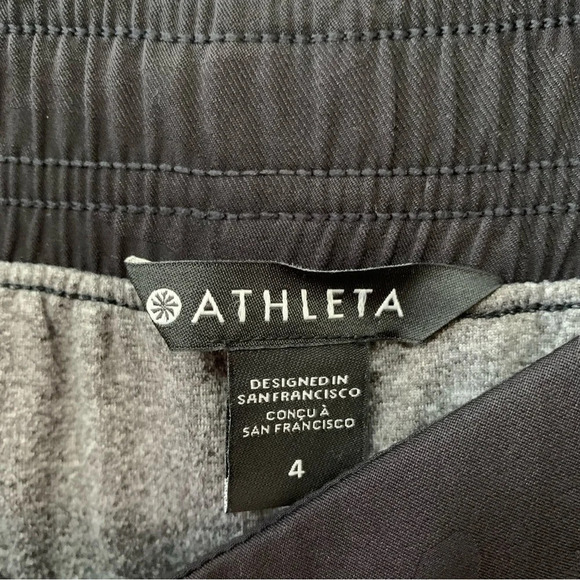 ATHLETA
DESIGNED IN
SAN FRANCISCO
CONÇU À
SAN FRANCISCO
4